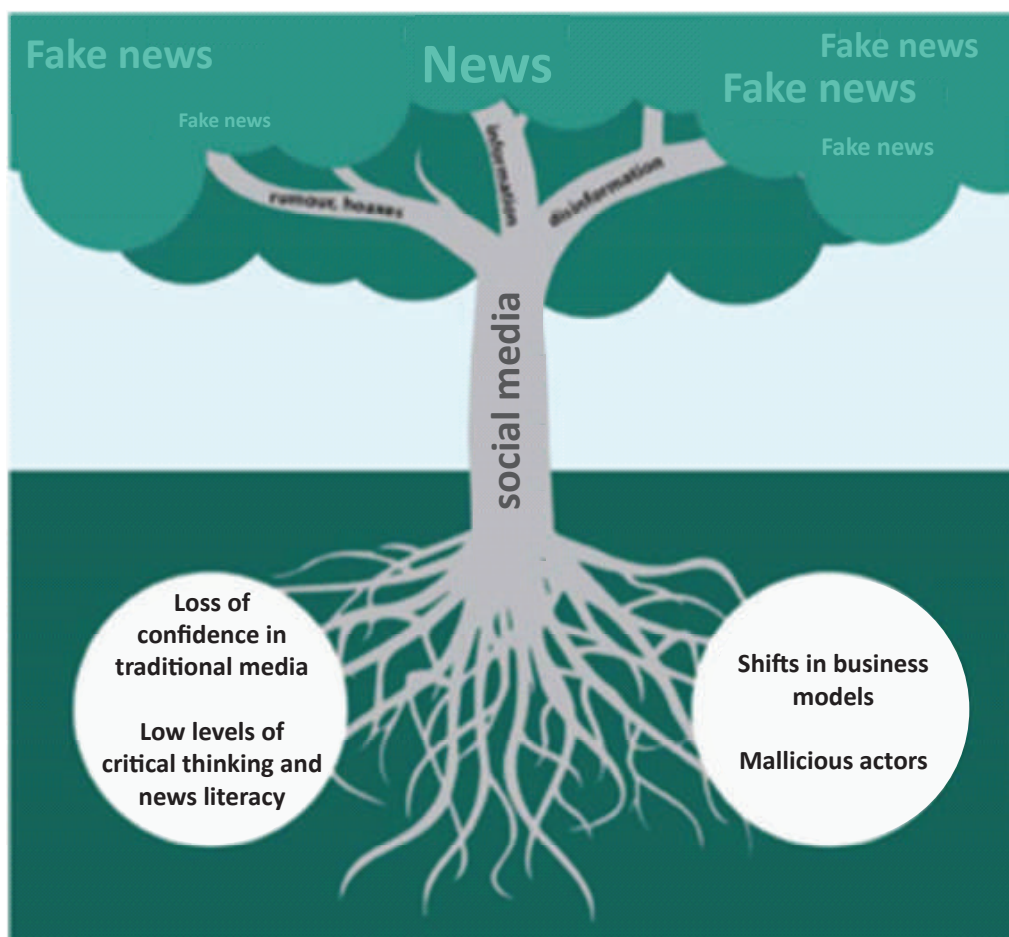 Fake news
News
Fake news
Fake news
Fake news
Fake news
rumour, hoaxes
information
disinformation
social media
Loss of
confidence in
traditional media
Low levels of
critical thinking and
news literacy
Shifts in business
models
Mallicious actors